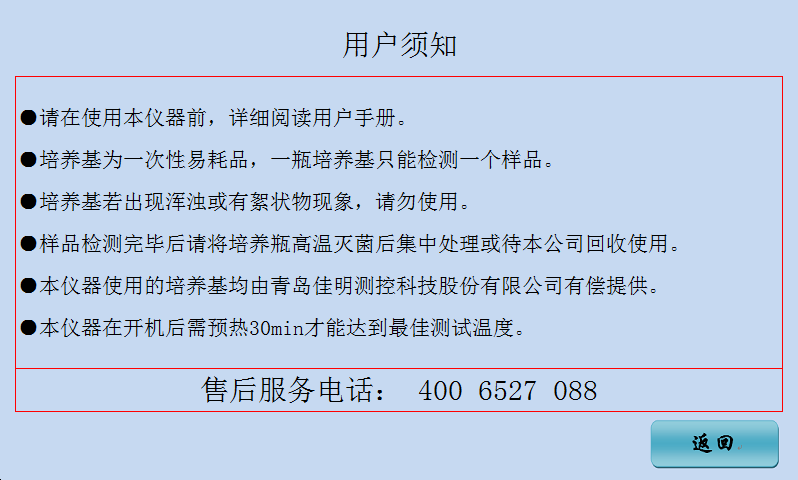 用户须知
●请在使用本仪器前，详细阅读用户手册。
●培养基为一次性易耗品，一瓶培养基只能检测一个样品。
●培养基若出现浑浊或有絮状物现象，请勿使用。
●样品检测完毕后请将培养瓶高温灭菌后集中处理或待本公司回收使用。
●本仪器使用的培养基均由青岛佳明测控科技股份有限公司有偿提供。
●本仪器在开机后需预热30min才能达到最佳测试温度。
售后服务电话： 400 6527 088
返回